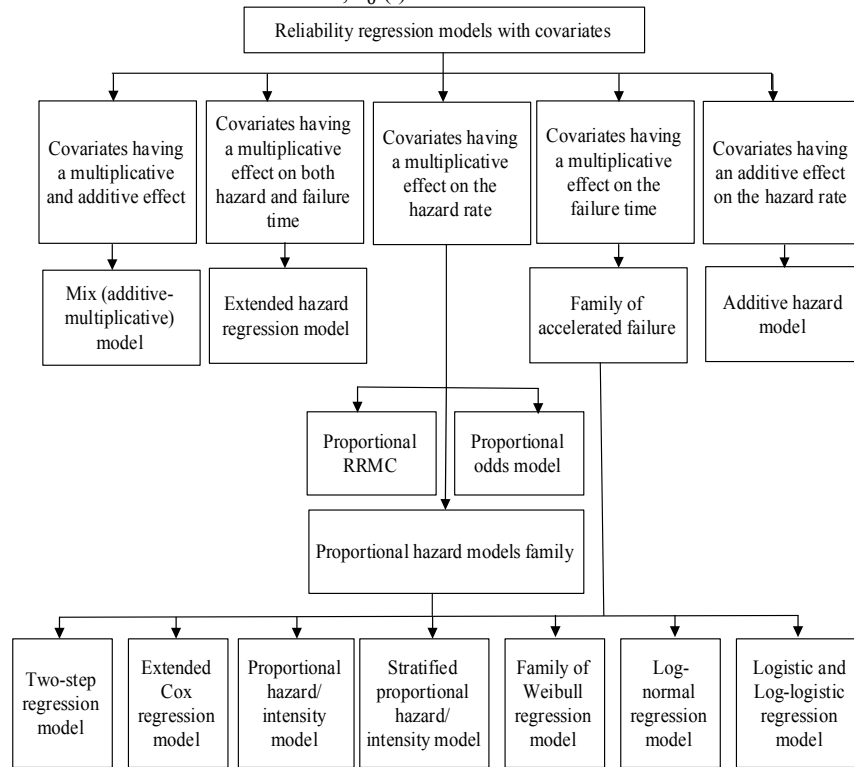 Reliability regression models with covariates
Covariates having
a multiplicative
and additive effect
Covariates having
a multiplicative
effect on both
hazard and failure
time
Covariates having
a multiplicative
effect on the
hazard rate
Covariates having
a multiplicative
effect on the
failure time
Covariates having
an additive effect
on the hazard rate
Mix (additive-
multiplicative)
model
Extended hazard
regression model
Family of
accelerated failure
Additive hazard
model
Proportional
RRMC
Proportional
odds model
Proportional hazard models family
Two-step
regression
model
Extended
Cox
regression
model
Proportional
hazard/
intensity
model
Stratified
proportional
hazard/
intensity model
Family of
Weibull
regression
model
Log-
normal
regression
model
Logistic and
Log-logistic
regression
model